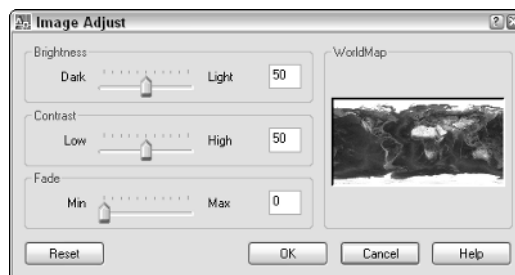 Image Adjust
Brightness
Dark Light 50
Contrast
Low High 50
Fade
Min Max 0
WorldMap
Reset OK Cancel Help